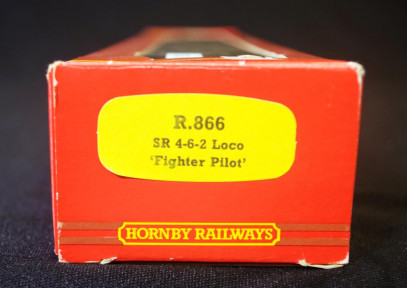 R.866
SR 4-6-2 Loco
'Fighter Pilot'
HORNBY RAILWAYS